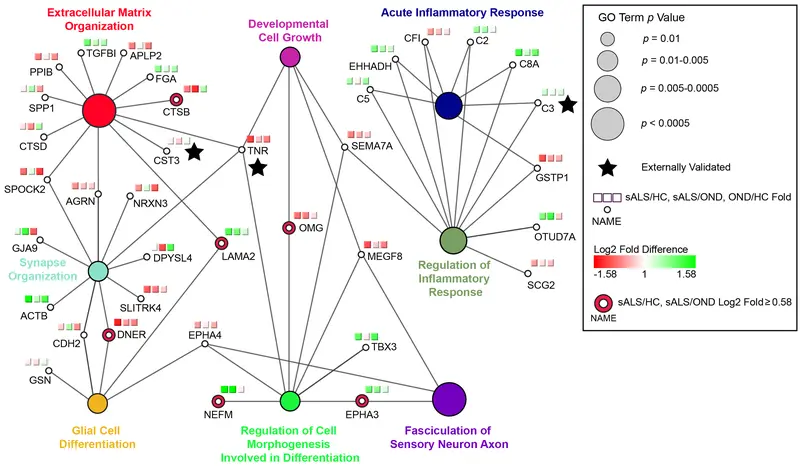 Extracellular Matrix
Organization
Developmental
Cell Growth
Acute Inflammatory Response
TGFBI
APLP2
PPIB
FGA
SPP1
CTSB
CTSD
CST3
TNR
SPOCK2
AGRN
NRXN3
CFI
C2
EHHADH
C8A
C5
C3
SEMA7A
GSTP1
GJA9
Synapse
Organization
DPYSL4
LAMA2
OMG
MEGF8
OTUD7A
Regulation of
Inflammatory
Response
SCG2
SLITRK4
ACTB
CDH2
DNER
EPHA4
TBX3
GSN
NEFM
EPHA3
Glial Cell
Differentiation
Regulation of Cell
Morphogenesis
Involved in Differentiation
Fasciculation of
Sensory Neuron Axon
GO Term p Value
p = 0.01
p = 0.01-0.005
p = 0.005-0.0005
p < 0.0005
Externally Validated
sALS/HC, sALS/OND, OND/HC Fold
NAME
Log2 Fold Difference
-1.58 1 1.58
sALS/HC, sALS/OND Log2 Fold ≥ 0.58
NAME